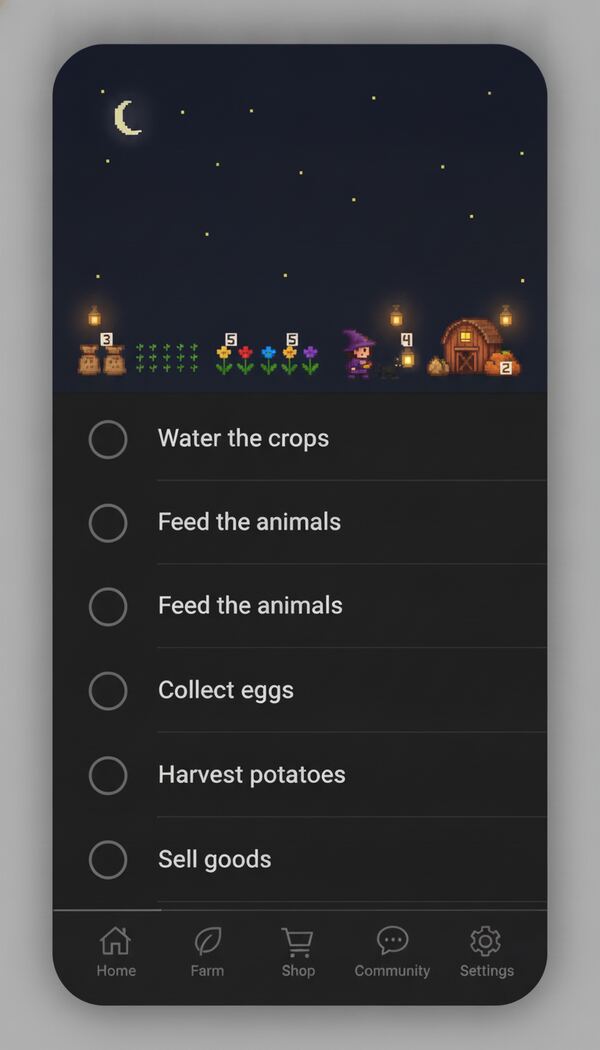 3
5
5
4
2
Water the crops
Feed the animals
Feed the animals
Collect eggs
Harvest potatoes
Sell goods
Home Farm Shop Community Settings